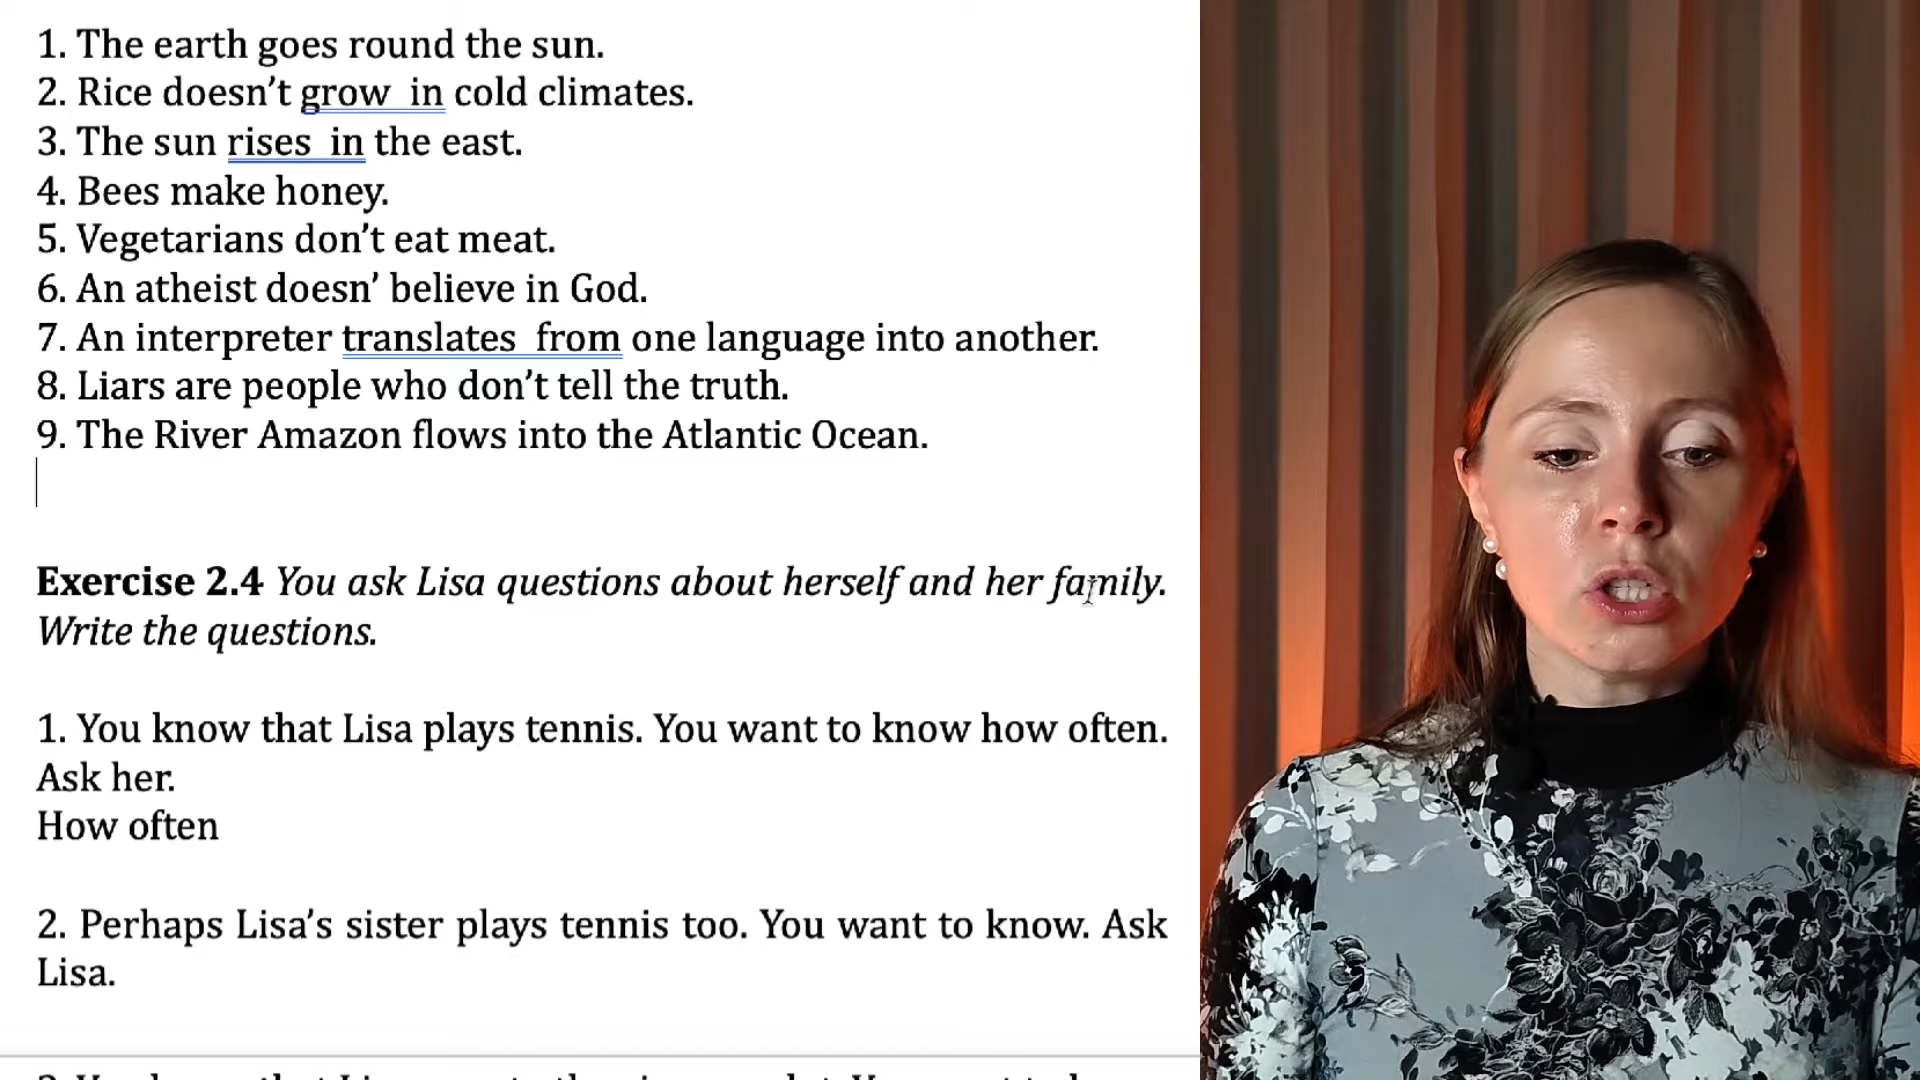 1. The earth goes round the sun.
2. Rice doesn’t grow  in cold climates.
3. The sun rises  in the east.
4. Bees make honey.
5. Vegetarians don’t eat meat.
6. An atheist doesn’ believe in God.
7. An interpreter translates  from one language into another.
8. Liars are people who don’t tell the truth.
9. The River Amazon flows into the Atlantic Ocean.
Exercise 2.4 You ask Lisa questions about herself and her family.
Write the questions.
1. You know that Lisa plays tennis. You want to know how often.
Ask her.
How often
2. Perhaps Lisa’s sister plays tennis too. You want to know. Ask
Lisa.